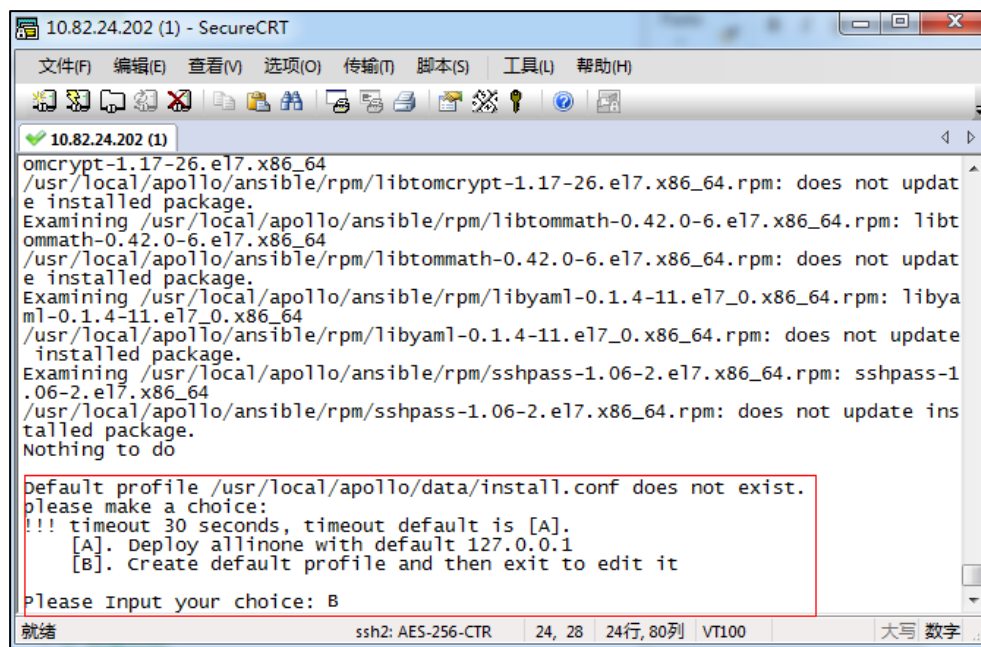 10.82.24.202 (1) - SecureCRT
文件(F) 编辑(E) 查看(V) 选项(O) 传输(T) 脚本(S) 工具(L) 帮助(H)
10.82.24.202 (1)
omcrypt-1.17-26.el7.x86_64
/usr/local/apollo/ansible/rpm/libtomcrypt-1.17-26.el7.x86_64.rpm: does not updat
e installed package.
Examining /usr/local/apollo/ansible/rpm/libtommath-0.42.0-6.el7.x86_64.rpm: libt
ommath-0.42.0-6.el7.x86_64
/usr/local/apollo/ansible/rpm/libtommath-0.42.0-6.el7.x86_64.rpm: does not updat
e installed package.
Examining /usr/local/apollo/ansible/rpm/libyaml-0.1.4-11.el7_0.x86_64.rpm: libya
ml-0.1.4-11.el7_0.x86_64
/usr/local/apollo/ansible/rpm/libyaml-0.1.4-11.el7_0.x86_64.rpm: does not update
 installed package.
Examining /usr/local/apollo/ansible/rpm/sshpass-1.06-2.el7.x86_64.rpm: sshpass-1
.06-2.el7.x86_64
/usr/local/apollo/ansible/rpm/sshpass-1.06-2.el7.x86_64.rpm: does not update ins
talled package.
Nothing to do
Default profile /usr/local/apollo/data/install.conf does not exist.
please make a choice:
!!! timeout 30 seconds, timeout default is [A].
[A]. Deploy allinone with default 127.0.0.1
[B]. Create default profile and then exit to edit it
Please Input your choice: B
就绪 ssh2: AES-256-CTR 24, 28 24行, 80列 VT100 大写 数字